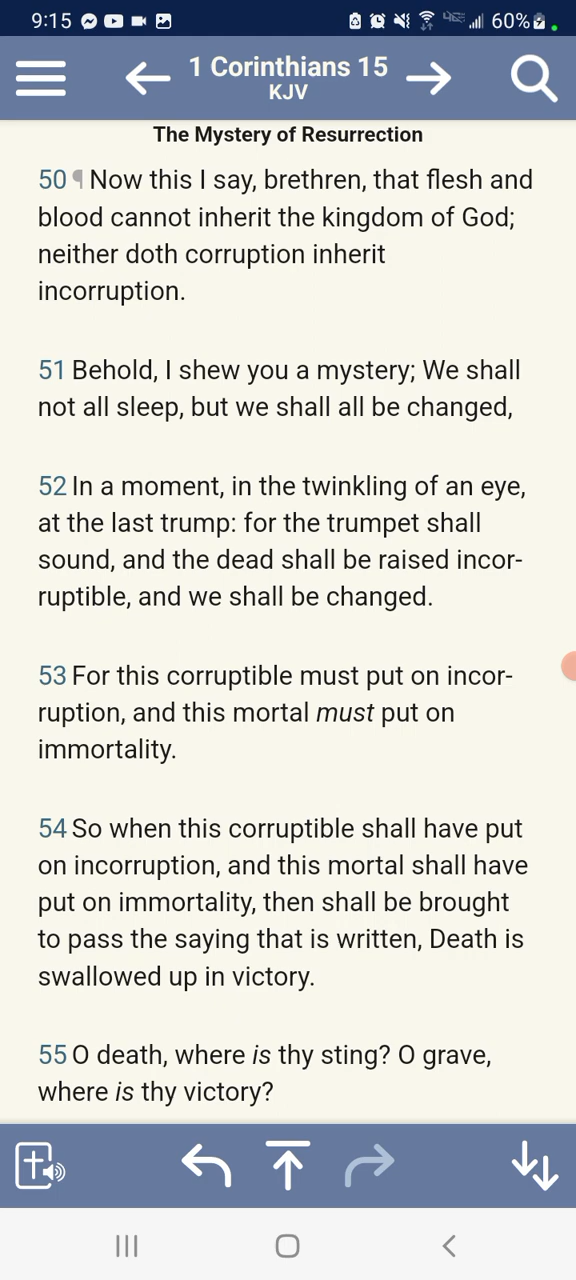 9:15 60%
1 Corinthians 15
KJV
The Mystery of Resurrection
50 ¶ Now this I say, brethren, that flesh and
blood cannot inherit the kingdom of God;
neither doth corruption inherit
incorruption.
51 Behold, I shew you a mystery; We shall
not all sleep, but we shall all be changed,
52 In a moment, in the twinkling of an eye,
at the last trump: for the trumpet shall
sound, and the dead shall be raised incor-
ruptible, and we shall be changed.
53 For this corruptible must put on incor-
ruption, and this mortal must put on
immortality.
54 So when this corruptible shall have put
on incorruption, and this mortal shall have
put on immortality, then shall be brought
to pass the saying that is written, Death is
swallowed up in victory.
55 O death, where is thy sting? O grave,
where is thy victory?